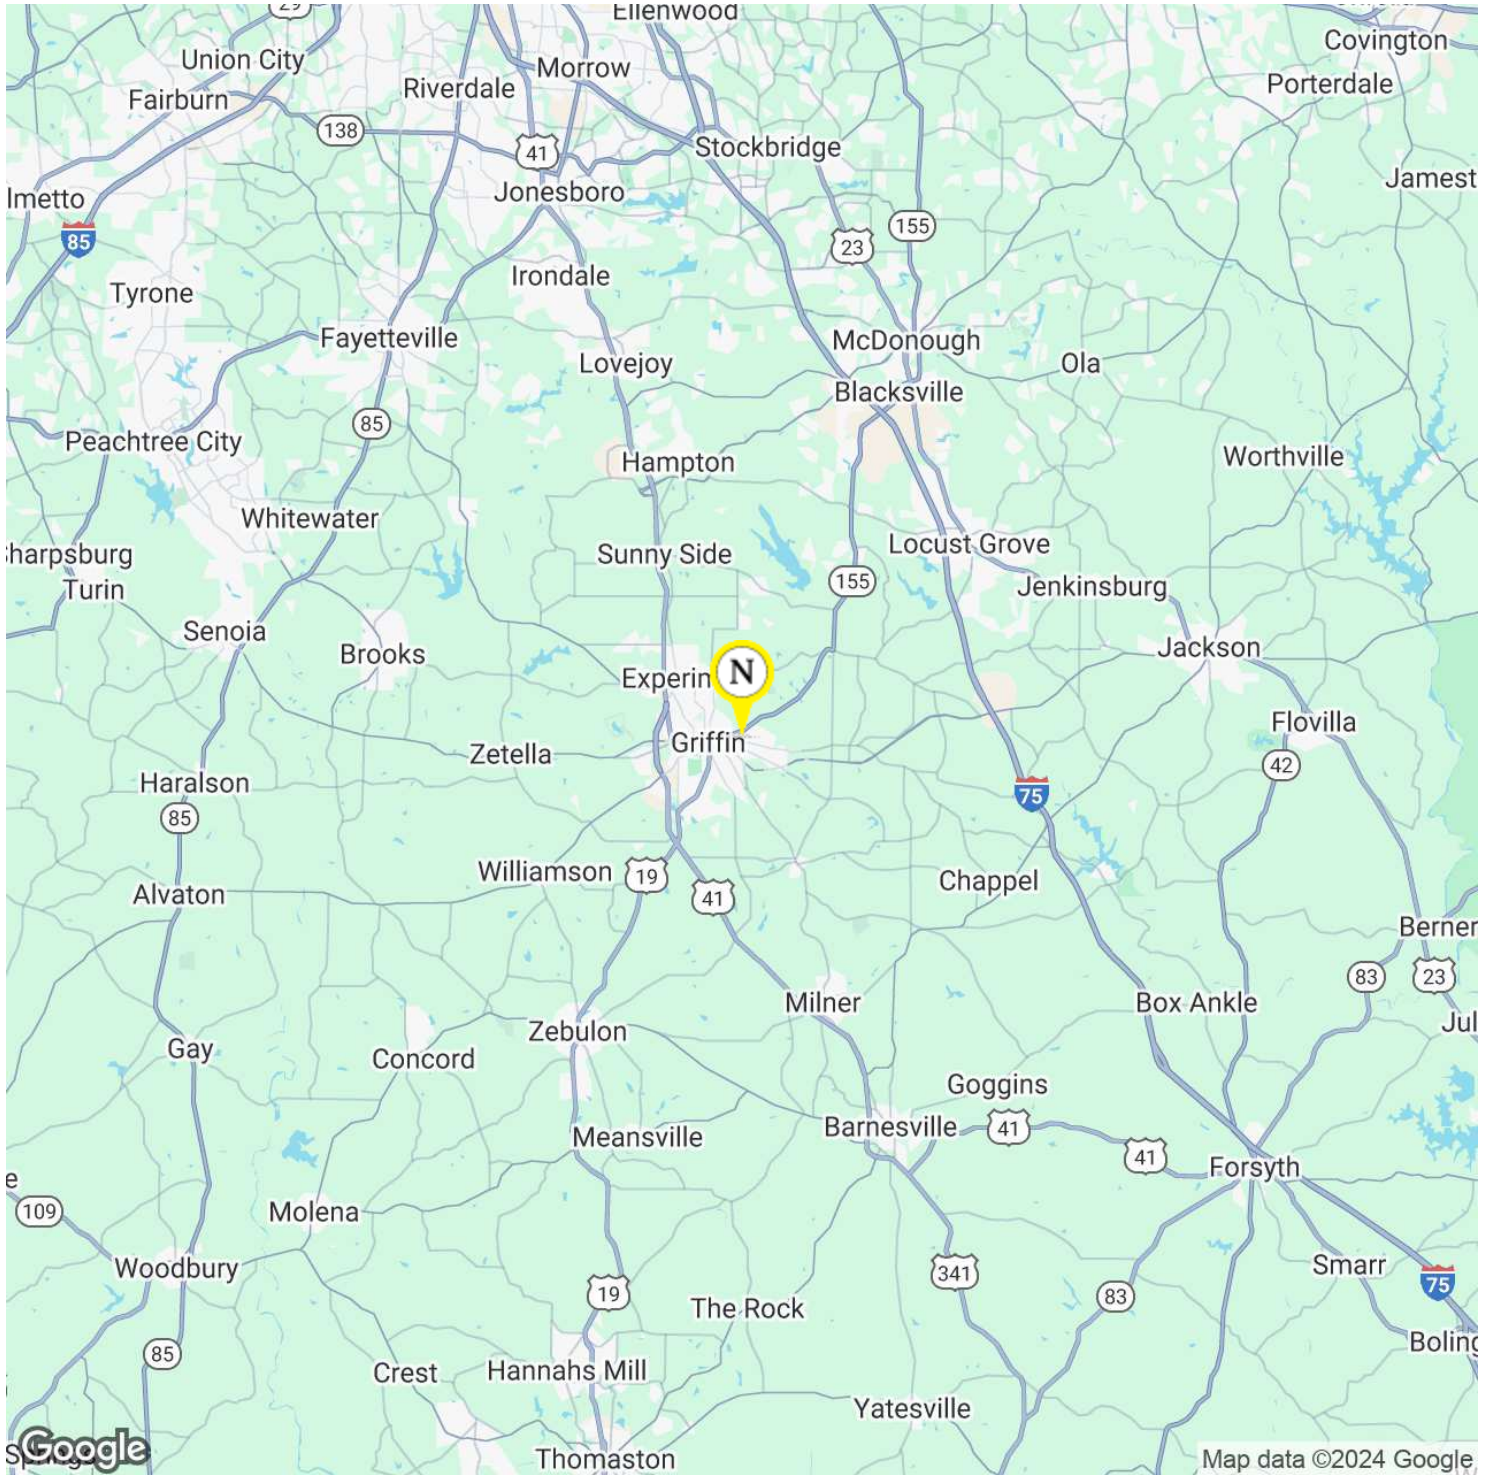 29
Ellenwood
Covington
Union City
Morrow
Porterdale
Riverdale
Fairburn
138
41
Stockbridge
Jonesboro
Jamest
lmetto
155
85
23
Irondale
Tyrone
Fayetteville
McDonough
Lovejoy
Ola
Blacksville
85
Peachtree City
Worthville
Hampton
Whitewater
Locust Grove
harpsburg
Sunny Side
155
Turin
Jenkinsburg
Senoia
Brooks
Jackson
N
Experin
Flovilla
Griffin
Zetella
42
Haralson
75
85
Williamson
19
Chappel
Alvaton
41
Berner
83
23
Milner
Box Ankle
Jul
Zebulon
Gay
Concord
Goggins
Barnesville
41
Meansville
41
Forsyth
e
109
Molena
Woodbury
Smarr
341
75
19
83
The Rock
Boling
85
Crest
Hannahs Mill
Yatesville
Google
Springs
Thomaston
Map data ©2024 Google